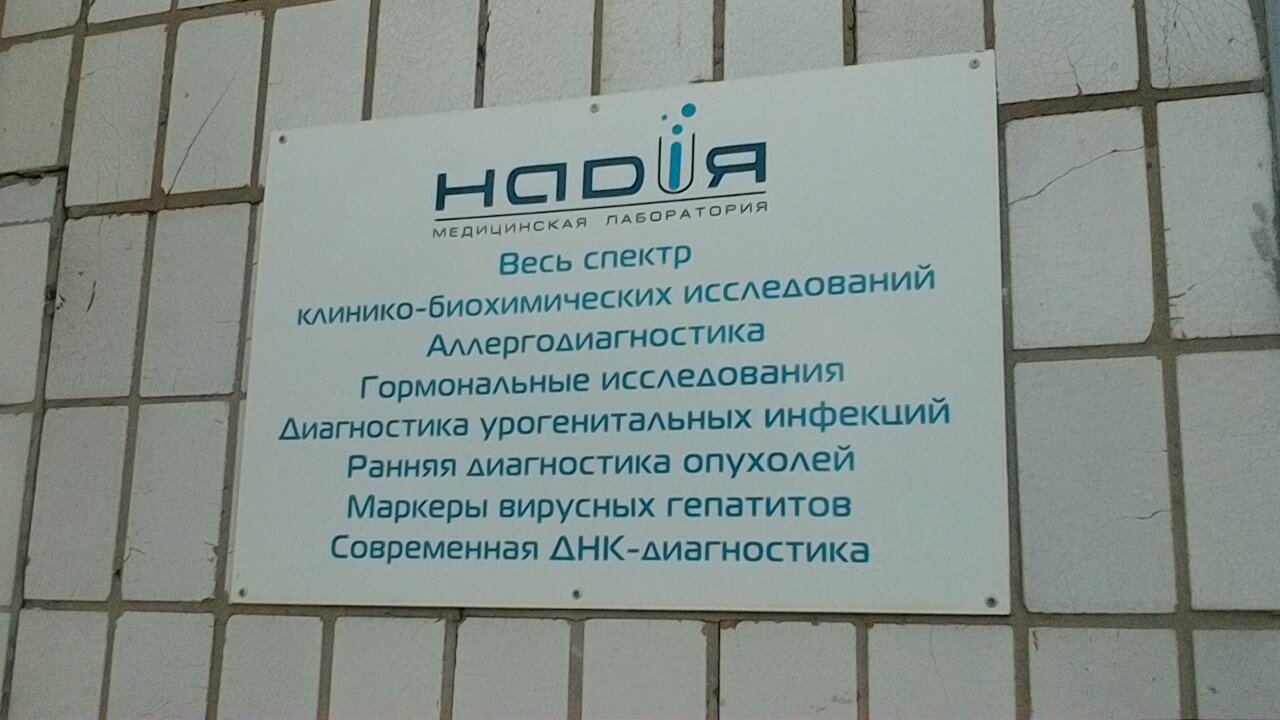 НАDІЯ
МЕДИЦИНСКАЯ ЛАБОРАТОРИЯ
Весь спектр
клинико-биохимических исследований
Аллергодиагностика
Гормональные исследования
Диагностика урогенитальных инфекций
Ранняя диагностика опухолей
Маркеры вирусных гепатитов
Современная ДНК-диагностика